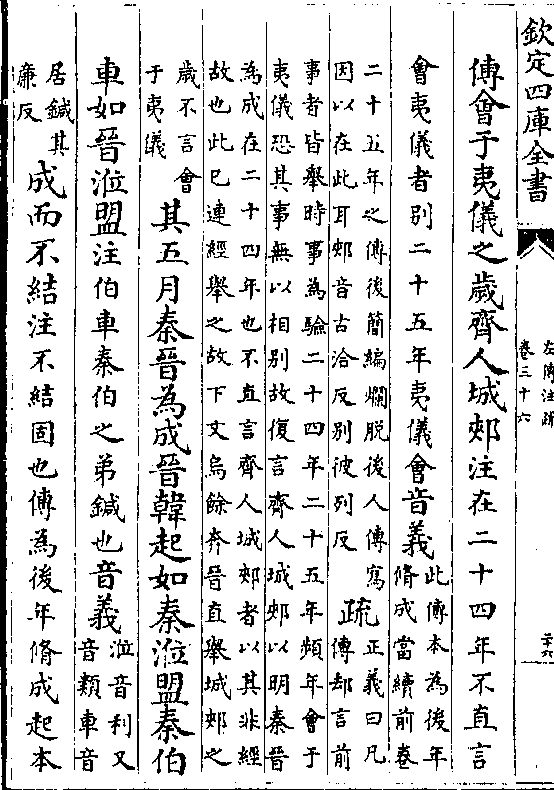 欽定四庫全書
左傳注疏
卷三十六
二十六
傳會于夷儀之歲齊人城郟注在二十四年不直言
會夷儀者别二十五年夷儀會音義
此傳本為後年
脩成當續前卷
二十五年之傳後簡編爛脱後人傳寫
因以在此耳郟音古洽反别彼列反
疏
正義曰凡
傳却言前
事者皆舉時事為驗二十四年二十五年頻年會于
夷儀恐其事無以相别故復言齊人城郟以明秦晉
為成在二十四年也不直言齊人城郟者以其非經
故也此已連經舉之故下文烏餘奔晉直舉城郟之
歲不言會
于夷儀
其五月秦晉為成晉韓起如秦涖盟秦伯
車如晉涖盟注伯車秦伯之弟鍼也音義
涖音利又
音類車音
居鍼其
廉反
成而不結注不結固也傳為後年脩成起本